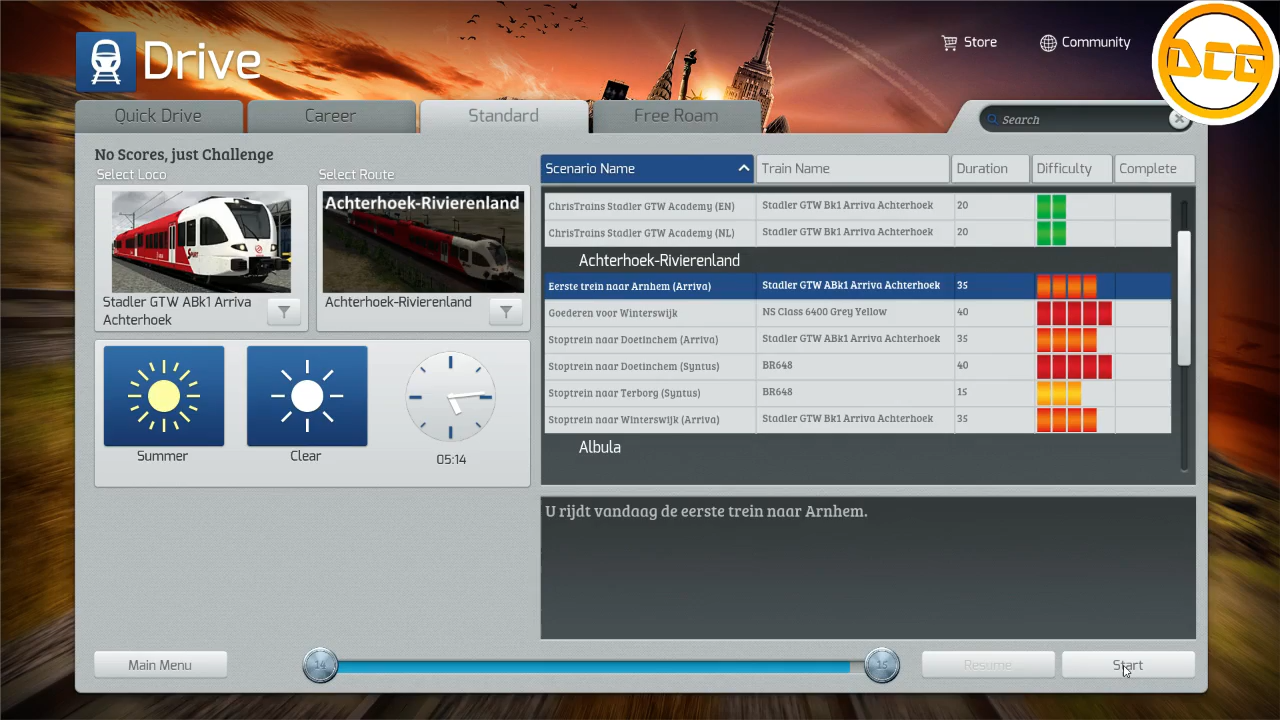 Drive
Store
Community
DCG
Quick Drive
Career
Standard
Free Roam
Search
No Scores, just Challenge
Select Loco
Select Route
Achterhoek-Rivierenland
Stadler GTW ABk1 Arriva
Achterhoek
Achterhoek-Rivierenland
Summer
Clear
05:14
Scenario Name
Train Name
Duration
Difficulty
Complete
ChrisTrains Stadler GTW Academy (EN) Stadler GTW Bk1 Arriva Achterhoek 20
ChrisTrains Stadler GTW Academy (NL) Stadler GTW Bk1 Arriva Achterhoek 20
Achterhoek-Rivierenland
Eerste trein naar Arnhem (Arriva) Stadler GTW ABk1 Arriva Achterhoek 35
Goederen voor Winterswijk NS Class 6400 Grey Yellow 40
Stoptrein naar Doetinchem (Arriva) Stadler GTW ABk1 Arriva Achterhoek 35
Stoptrein naar Doetinchem (Syntus) BR648 40
Stoptrein naar Terborg (Syntus) BR648 15
Stoptrein naar Winterswijk (Arriva) Stadler GTW Bk1 Arriva Achterhoek 35
Albula
U rijdt vandaag de eerste trein naar Arnhem.
Main Menu
14
15
Resume
Start